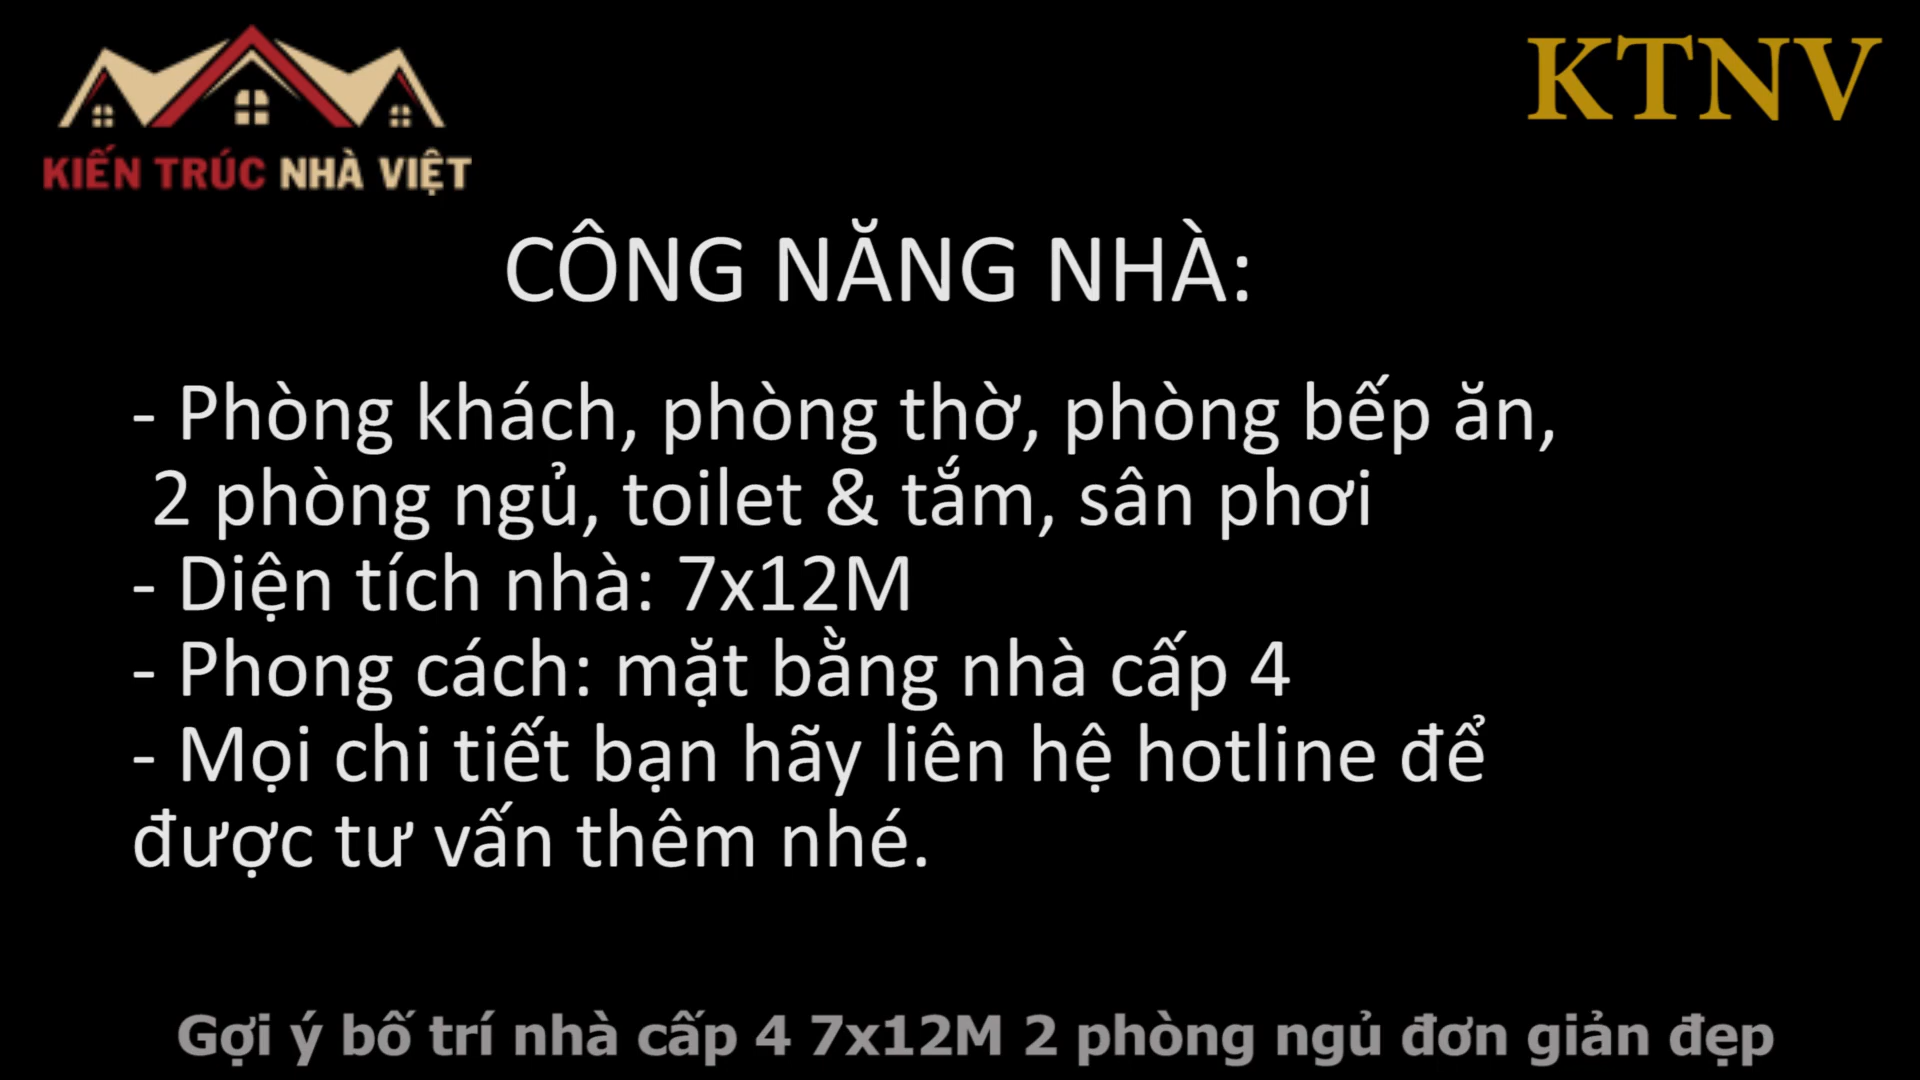 KIẾN TRÚC NHÀ VIỆT
KTNV
CÔNG NĂNG NHÀ:
- Phòng khách, phòng thờ, phòng bếp ăn,
2 phòng ngủ, toilet & tắm, sân phơi
- Diện tích nhà: 7x12M
- Phong cách: mặt bằng nhà cấp 4
- Mọi chi tiết bạn hãy liên hệ hotline để
được tư vấn thêm nhé.
Gợi ý bố trí nhà cấp 4 7x12M 2 phòng ngủ đơn giản đẹp